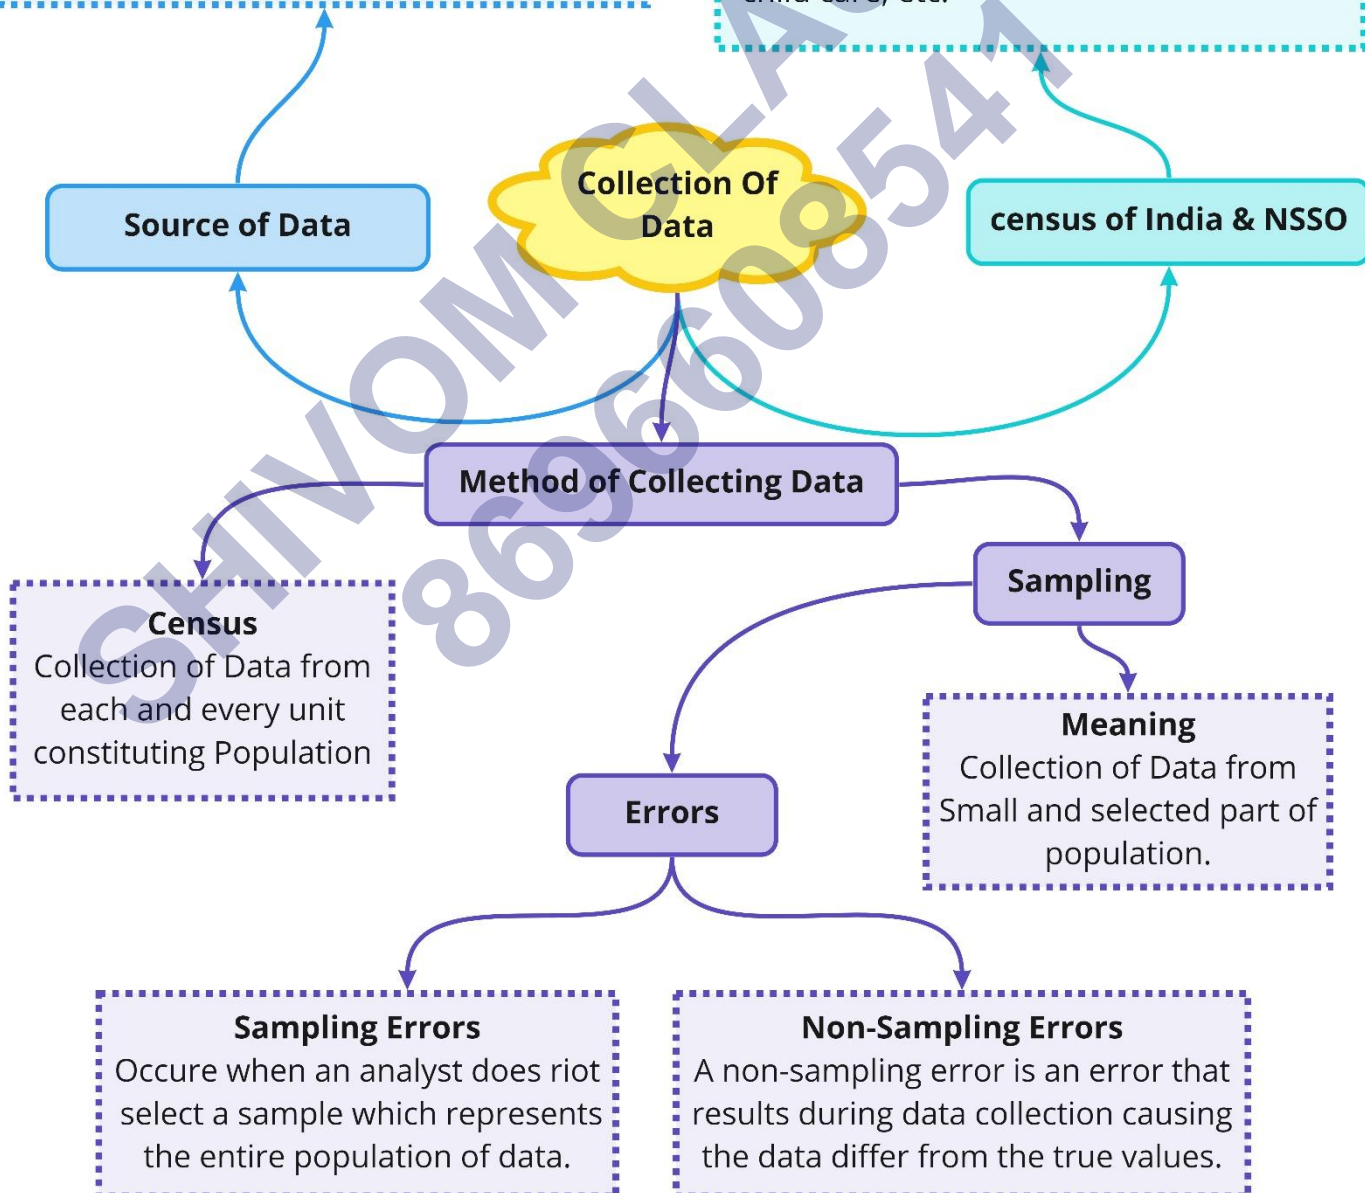 child care, etc.
Collection Of
Data
Source of Data
census of India & NSSO
Method of Collecting Data
Sampling
Census
Collection of Data from
each and every unit
constituting Population
Meaning
Collection of Data from
Small and selected part of
population.
Errors
Sampling Errors
Occure when an analyst does riot
select a sample which represents
the entire population of data.
Non-Sampling Errors
A non-sampling error is an error that
results during data collection causing
the data differ from the true values.
SHIVOM CLA
8696608541